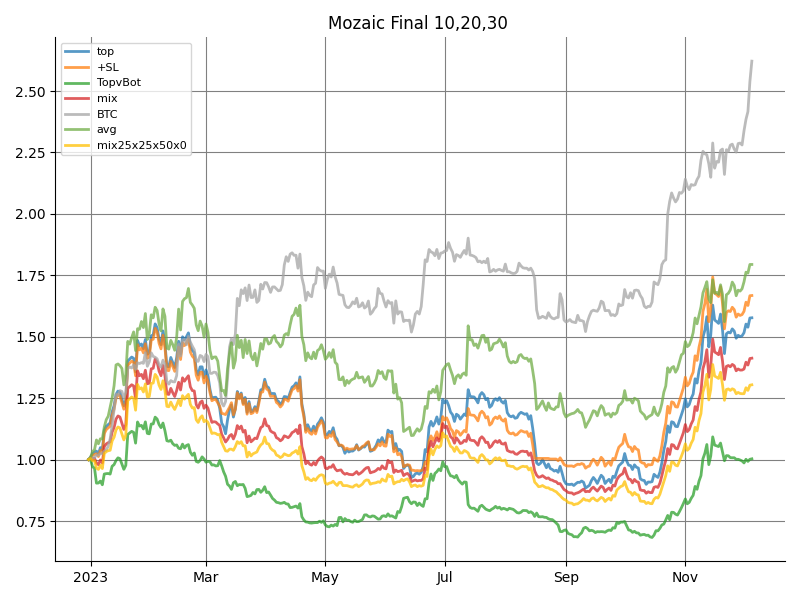 Mozaic Final 10,20,30
top
+SL
TopvBot
mix
BTC
avg
mix25x25x50x0
2.50
2.25
2.00
1.75
1.50
1.25
1.00
0.75
2023 Mar May Jul Sep Nov